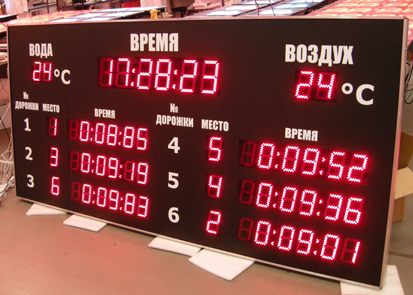 ВРЕМЯ
ВОДА 17:28:23 ВОЗДУХ
24 °C 24 °C
№ ДОРОЖКИ МЕСТО ВРЕМЯ № ДОРОЖКИ МЕСТО ВРЕМЯ
1 1 0:08:85 4 5 0:09:52
2 3 0:09:19 5 4 0:09:36
3 6 0:09:83 6 2 0:09:01